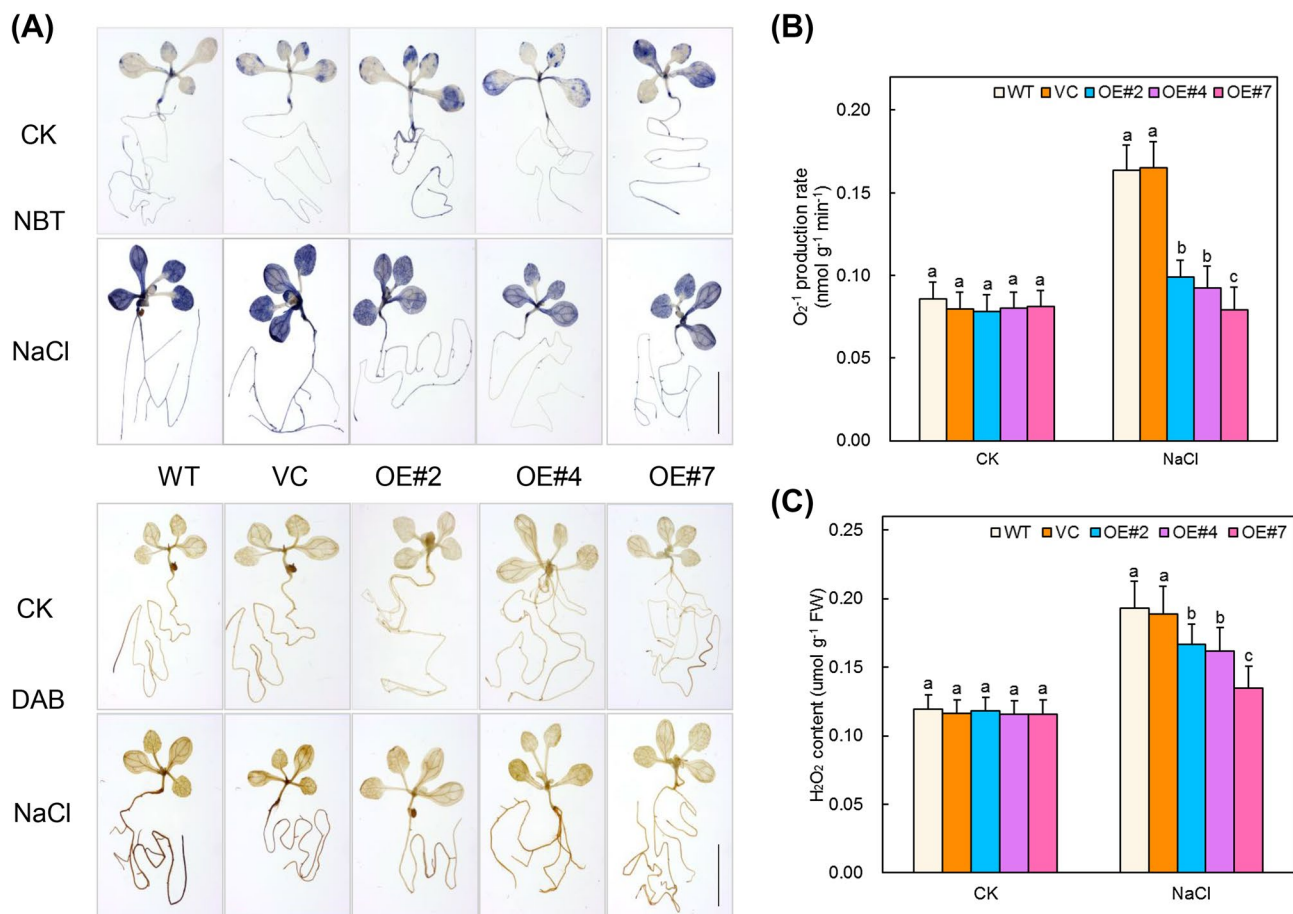 (A)
CK
NBT
NaCl
WT VC OE#2 OE#4 OE#7
CK
DAB
NaCl
(B)
O₂⁻¹ production rate
(nmol g⁻¹ min⁻¹)
0.20
0.15
0.10
0.05
0.00
WT VC OE#2 OE#4 OE#7
a a a a a
a a b b c
CK NaCl
(C)
H₂O₂ content (umol g⁻¹ FW)
0.25
0.20
0.15
0.10
0.05
0.00
WT VC OE#2 OE#4 OE#7
a a a a a
a a b b c
CK NaCl